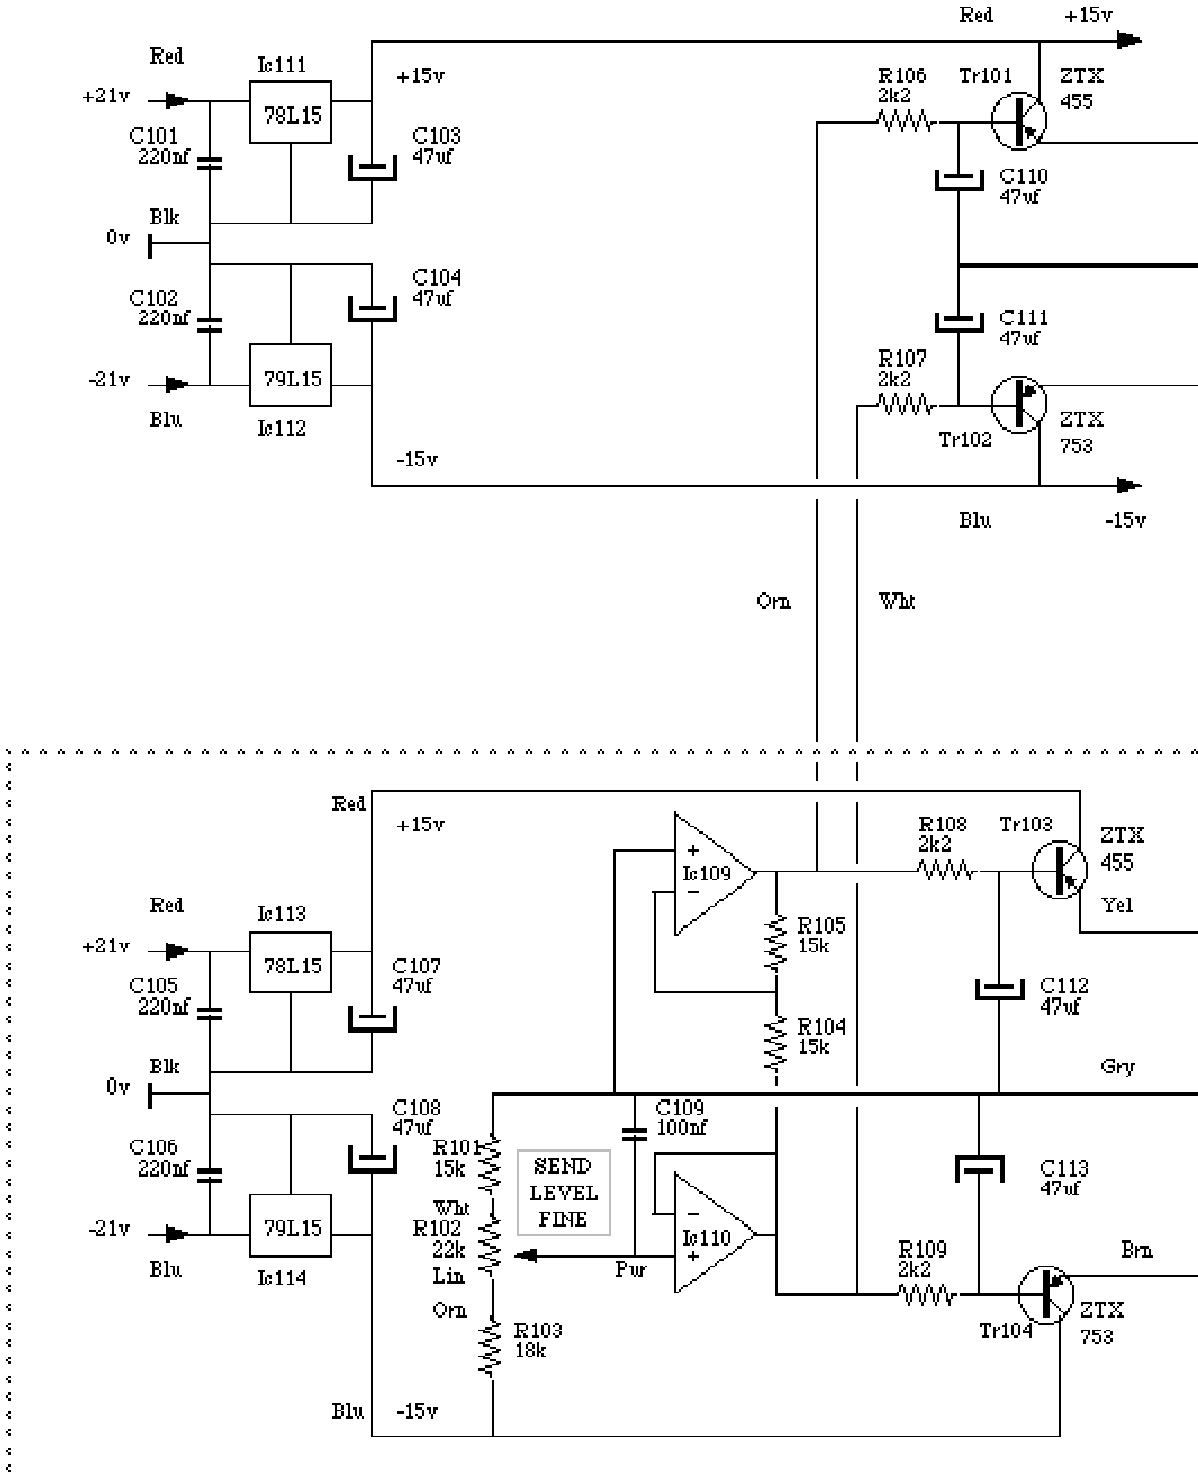 Red
+15v
Red
Ic111
+15v
R106
2k2
Tr101
ZTX
455
+21v
78L15
C101
220nf
C103
47uf
C110
47uf
Blk
0v
C102
220nf
C104
47uf
C111
47uf
R107
2k2
-21v
79L15
Blu
Ic112
ZTX
753
Tr102
-15v
Blu
-15v
Orn
Wht
Red
+15v
R108
2k2
Tr103
ZTX
455
Ic109
+
−
Red
Ic113
Yel
+21v
78L15
R105
15k
C107
47uf
C105
220nf
C112
47uf
R104
15k
Blk
0v
Gry
C108
47uf
C109
100nf
C106
220nf
R101
15k
SEND
LEVEL
FINE
C113
47uf
Wht
R102
22k
Lin
Orn
-21v
79L15
Blu
Ic114
−
Ic110
+
Pur
R109
2k2
Brn
ZTX
753
Tr104
R103
18k
Blu
-15v